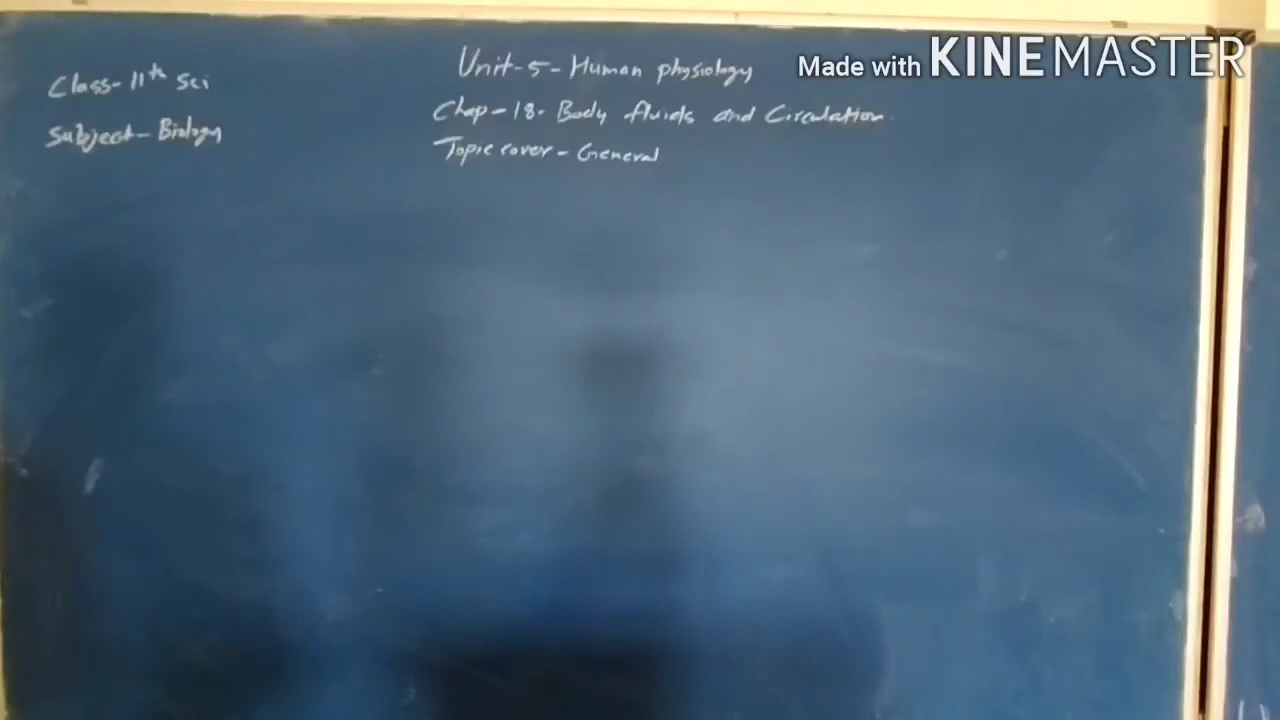 Class-11th Sci
Subject-Biology
Unit-5-Human physiology
Chap-18-Body fluids and Circulation.
Topic cover-General
Made with KINEMASTER